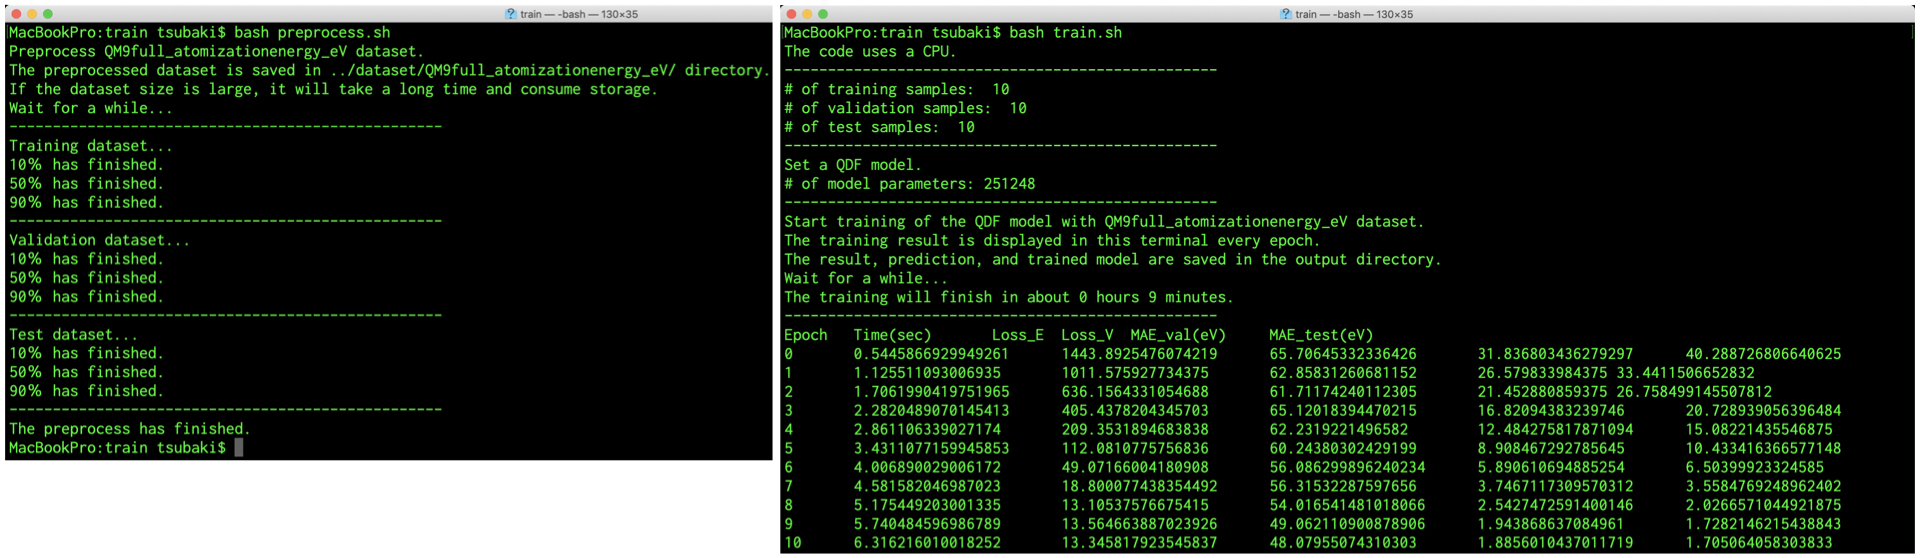 train — -bash — 130×35
MacBookPro:train tsubaki$ bash preprocess.sh
Preprocess QM9full_atomizationenergy_eV dataset.
The preprocessed dataset is saved in ../dataset/QM9full_atomizationenergy_eV/ directory.
If the dataset size is large, it will take a long time and consume storage.
Wait for a while...
--------------------------------------------------
Training dataset...
10% has finished.
50% has finished.
90% has finished.
--------------------------------------------------
Validation dataset...
10% has finished.
50% has finished.
90% has finished.
--------------------------------------------------
Test dataset...
10% has finished.
50% has finished.
90% has finished.
--------------------------------------------------
The preprocess has finished.
MacBookPro:train tsubaki$
train — -bash — 130×35
MacBookPro:train tsubaki$ bash train.sh
The code uses a CPU.
--------------------------------------------------
# of training samples:  10
# of validation samples:  10
# of test samples:  10
--------------------------------------------------
Set a QDF model.
# of model parameters: 251248
--------------------------------------------------
Start training of the QDF model with QM9full_atomizationenergy_eV dataset.
The training result is displayed in this terminal every epoch.
The result, prediction, and trained model are saved in the output directory.
Wait for a while...
The training will finish in about 0 hours 9 minutes.
--------------------------------------------------
Epoch Time(sec) Loss_E Loss_V MAE_val(eV) MAE_test(eV)
0 0.5445866929949261 1443.8925476074219 65.70645332336426 31.836803436279297 40.288726806640625
1 1.125511093006935 1011.575927734375 62.85831260681152 26.579833984375 33.4411506652832
2 1.7061990419751965 636.1564331054688 61.71174240112305 21.452880859375 26.758499145507812
3 2.2820489070145413 405.4378204345703 65.12018394470215 16.82094383239746 20.728939056396484
4 2.861106339027174 209.3531894683838 62.2319221496582 12.484275817871094 15.08221435546875
5 3.4311077159945853 112.0810775756836 60.24380302429199 8.908467292785645 10.433416366577148
6 4.006890029006172 49.07166004180908 56.086299896240234 5.890610694885254 6.50399923324585
7 4.581582046987023 18.800077438354492 56.31532287597656 3.7467117309570312 3.5584769248962402
8 5.175449203001335 13.10537576675415 54.016541481018066 2.5427472591400146 2.0266571044921875
9 5.740484596986789 13.564663887023926 49.062110900878906 1.943868637084961 1.7282146215438843
10 6.316216010018252 13.345817923545837 48.07955074310303 1.8856010437011719 1.705064058303833